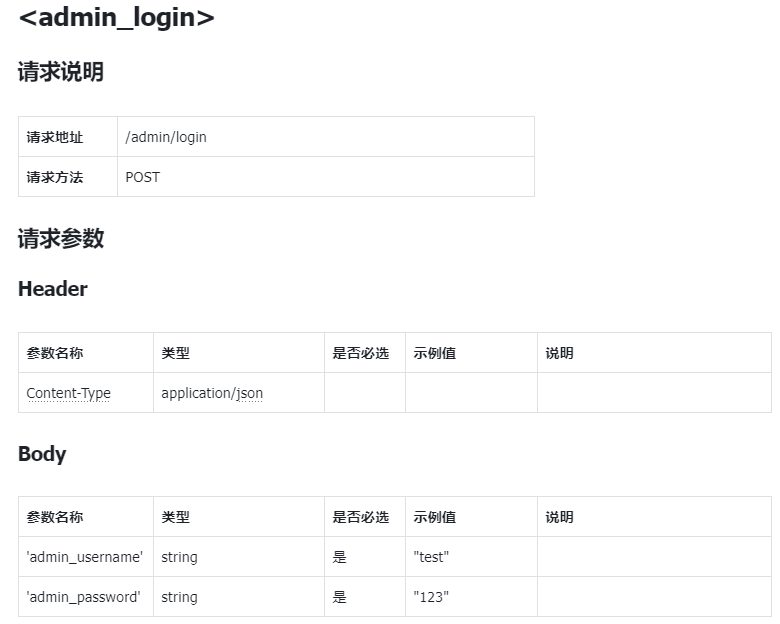 <admin_login>
请求说明
请求地址 /admin/login
请求方法 POST
请求参数
Header
参数名称 类型 是否必选 示例值 说明
Content-Type application/json
Body
参数名称 类型 是否必选 示例值 说明
'admin_username' string 是 "test"
'admin_password' string 是 "123"